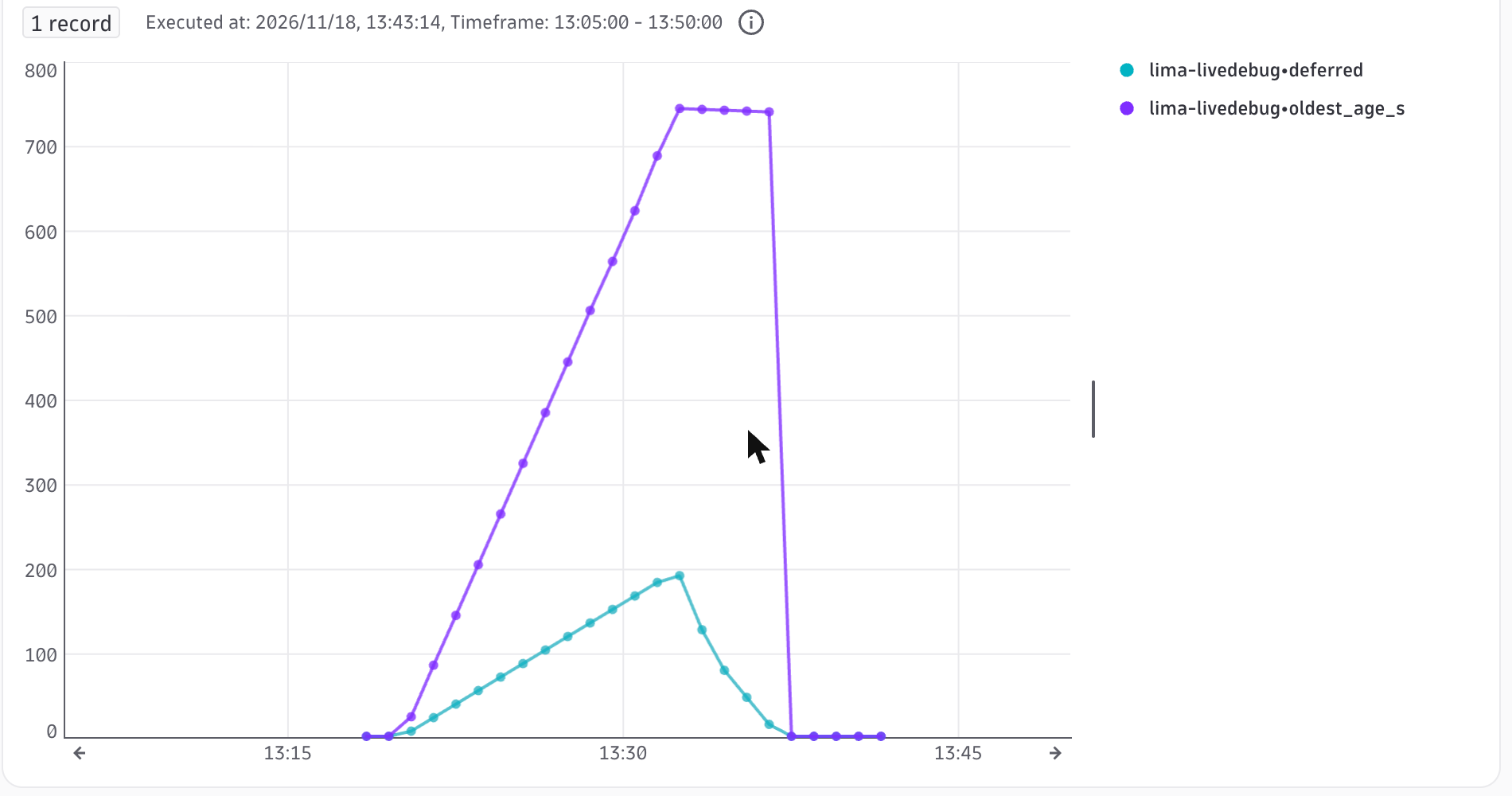 1 record Executed at: 2026/11/18, 13:43:14, Timeframe: 13:05:00 - 13:50:00
lima-livedebug•deferred
lima-livedebug•oldest_age_s
800
700
600
500
400
300
200
100
0
13:15 13:30 13:45